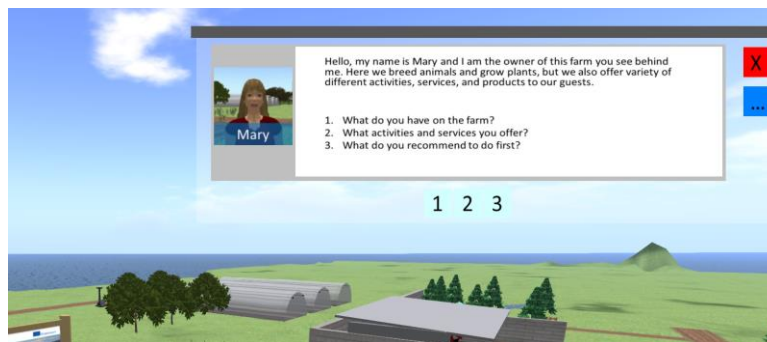 Hello, my name is Mary and I am the owner of this farm you see behind
me. Here we breed animals and grow plants, but we also offer variety of
different activities, services, and products to our guests.
1. What do you have on the farm?
2. What activities and services you offer?
3. What do you recommend to do first?
Mary
X
...
1 2 3